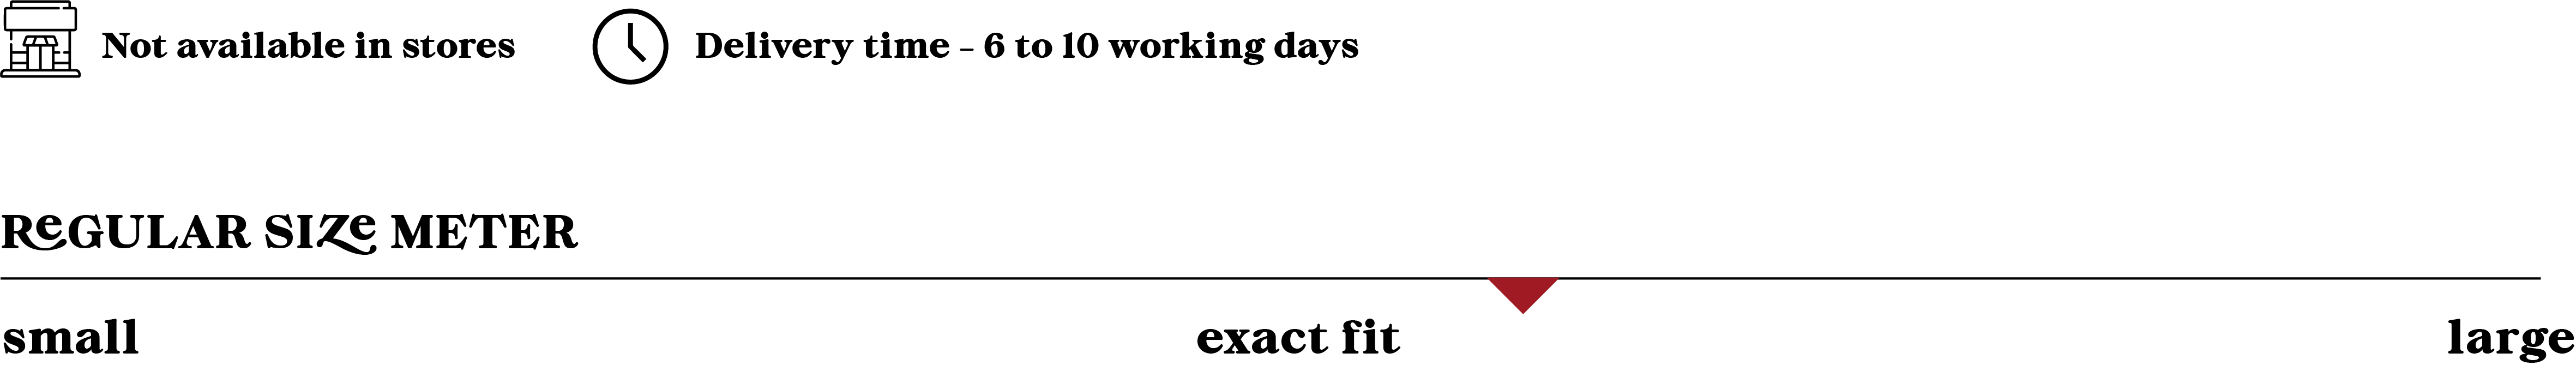 Not available in stores
Delivery time - 6 to 10 working days
ReGULAR SIZe METER
small exact fit large